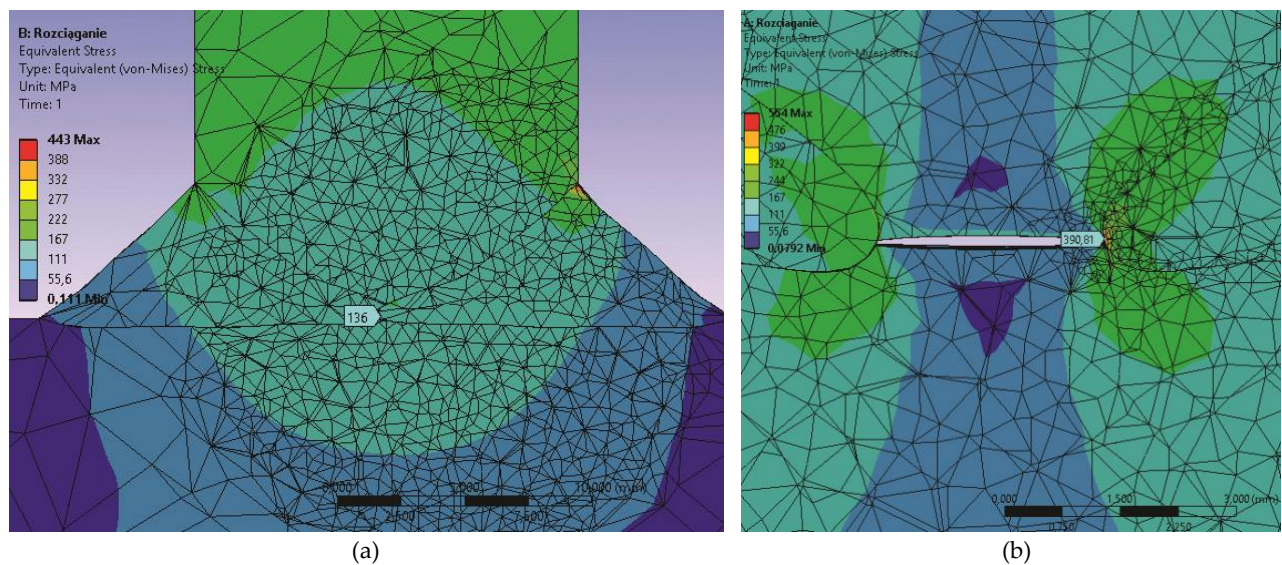 B: Rozciąganie
Equivalent Stress
Type: Equivalent (von-Mises) Stress
Unit: MPa
Time: 1
443 Max
388
332
277
222
167
111
55,6
0,111 Min
136
0,000 5,000 10,000 (mm)
2,500 7,500
(a)
A: Rozciąganie
Equivalent Stress
Type: Equivalent (von-Mises) Stress
Unit: MPa
Time: 1
554 Max
476
399
322
244
167
111
55,6
0,0792 Min
390,81
0,000 1,500 3,000 (mm)
0,750 2,250
(b)